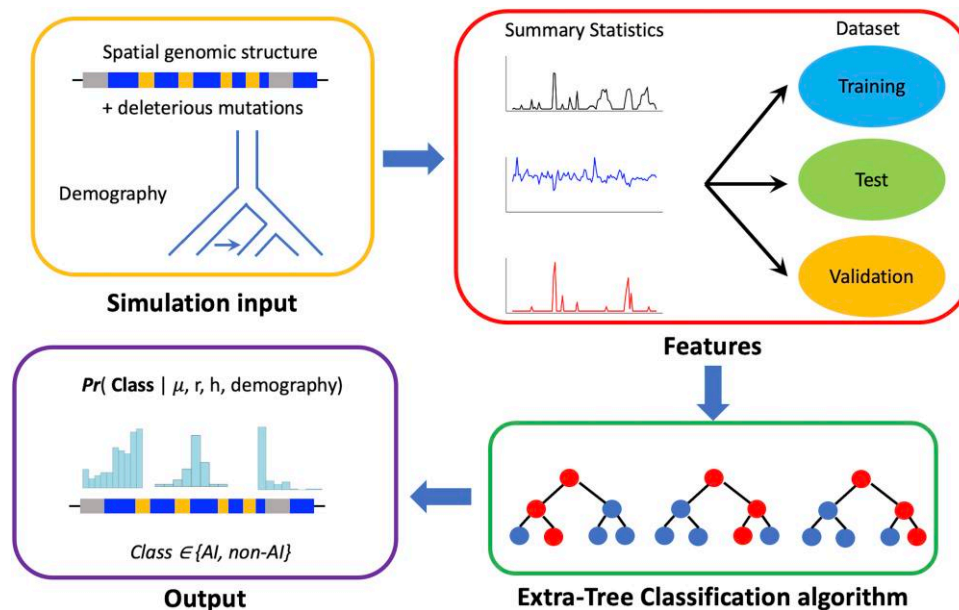 Spatial genomic structure
+ deleterious mutations
Demography
Simulation input
Summary Statistics
Dataset
Training
Test
Validation
Features
Extra-Tree Classification algorithm
Pr( Class | μ, r, h, demography)
Class ∈{AI, non-AI}
Output